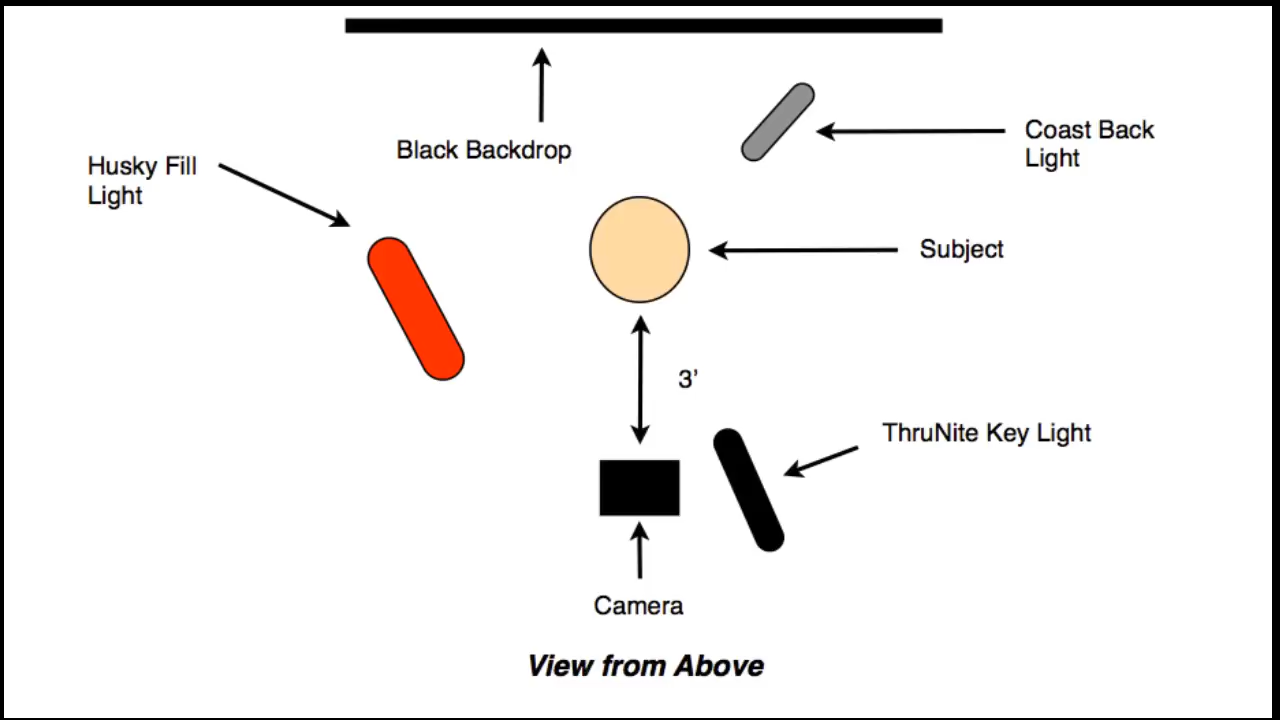 Black Backdrop
Coast Back
Light
Husky Fill
Light
Subject
3’
ThruNite Key Light
Camera
View from Above